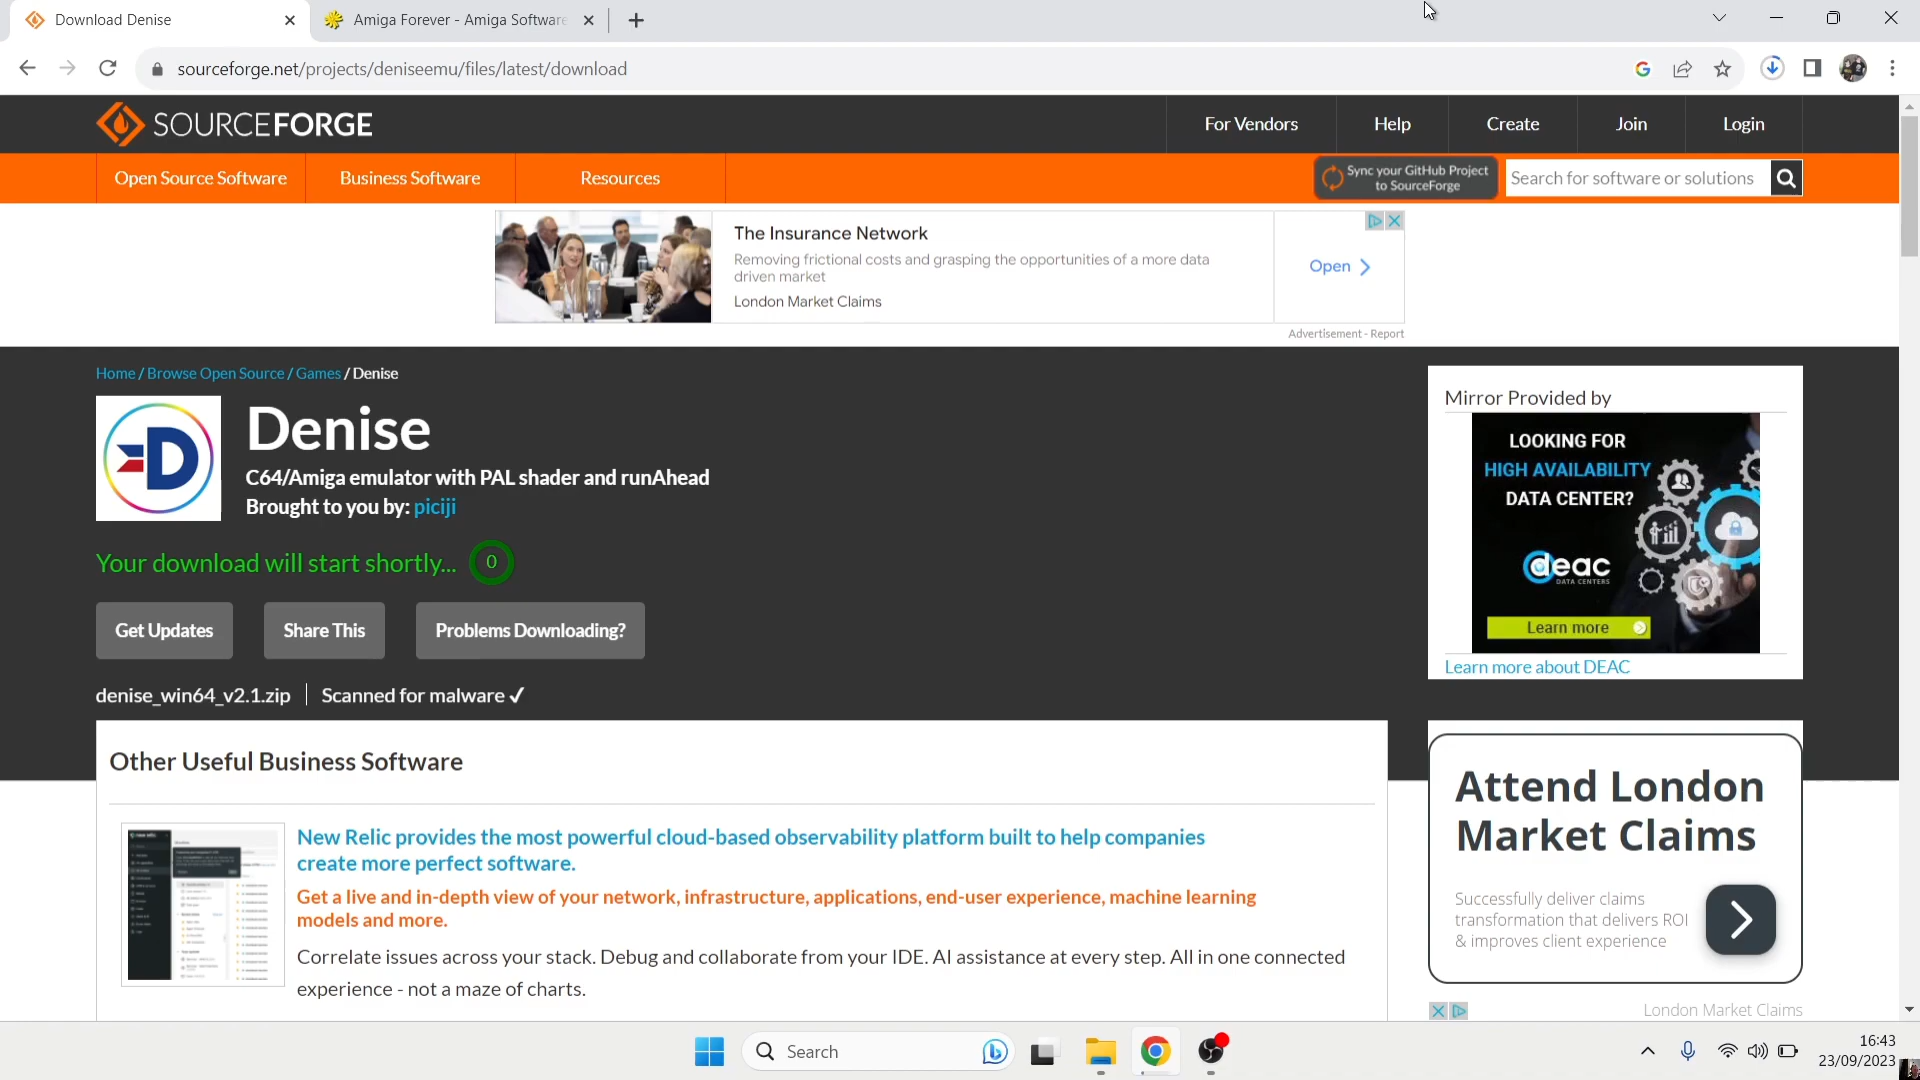 Download Denise
Amiga Forever - Amiga Software
sourceforge.net/projects/deniseemu/files/latest/download
SOURCEFORGE
For Vendors
Help
Create
Join
Login
Open Source Software
Business Software
Resources
Sync your GitHub Project
to SourceForge
Search for software or solutions
The Insurance Network
Removing frictional costs and grasping the opportunities of a more data
driven market
London Market Claims
Open
Advertisement - Report
Home / Browse Open Source / Games / Denise
D
Denise
C64/Amiga emulator with PAL shader and runAhead
Brought to you by: piciji
Your download will start shortly... 0
Get Updates
Share This
Problems Downloading?
denise_win64_v2.1.zip
Scanned for malware ✓
Mirror Provided by
LOOKING FOR
HIGH AVAILABILITY
DATA CENTER?
deac
DATA CENTERS
Learn more
Learn more about DEAC
Other Useful Business Software
New Relic provides the most powerful cloud-based observability platform built to help companies
create more perfect software.
Get a live and in-depth view of your network, infrastructure, applications, end-user experience, machine learning
models and more.
Correlate issues across your stack. Debug and collaborate from your IDE. AI assistance at every step. All in one connected
experience - not a maze of charts.
Attend London
Market Claims
Successfully deliver claims
transformation that delivers ROI
& improves client experience
London Market Claims
Search
16:43
23/09/2023